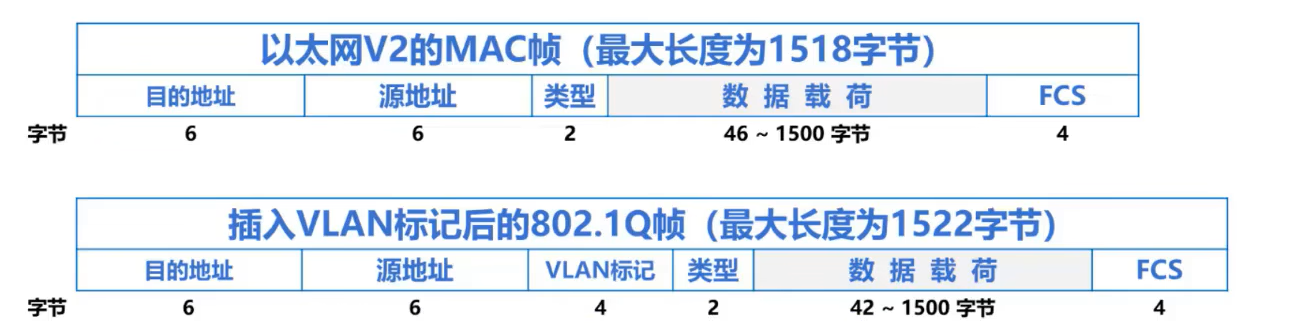 以太网V2的MAC帧（最大长度为1518字节）
目的地址 源地址 类型 数据载荷 FCS
字节 6 6 2 46 ~ 1500 字节 4
插入VLAN标记后的802.1Q帧（最大长度为1522字节）
目的地址 源地址 VLAN标记 类型 数据载荷 FCS
字节 6 6 4 2 42 ~ 1500 字节 4